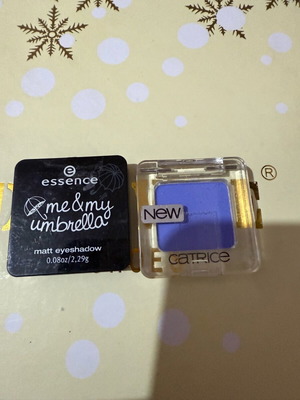 essence
me & my
umbrella
matt eyeshadow
0.08oz/2,29g
New
CATRICE
®